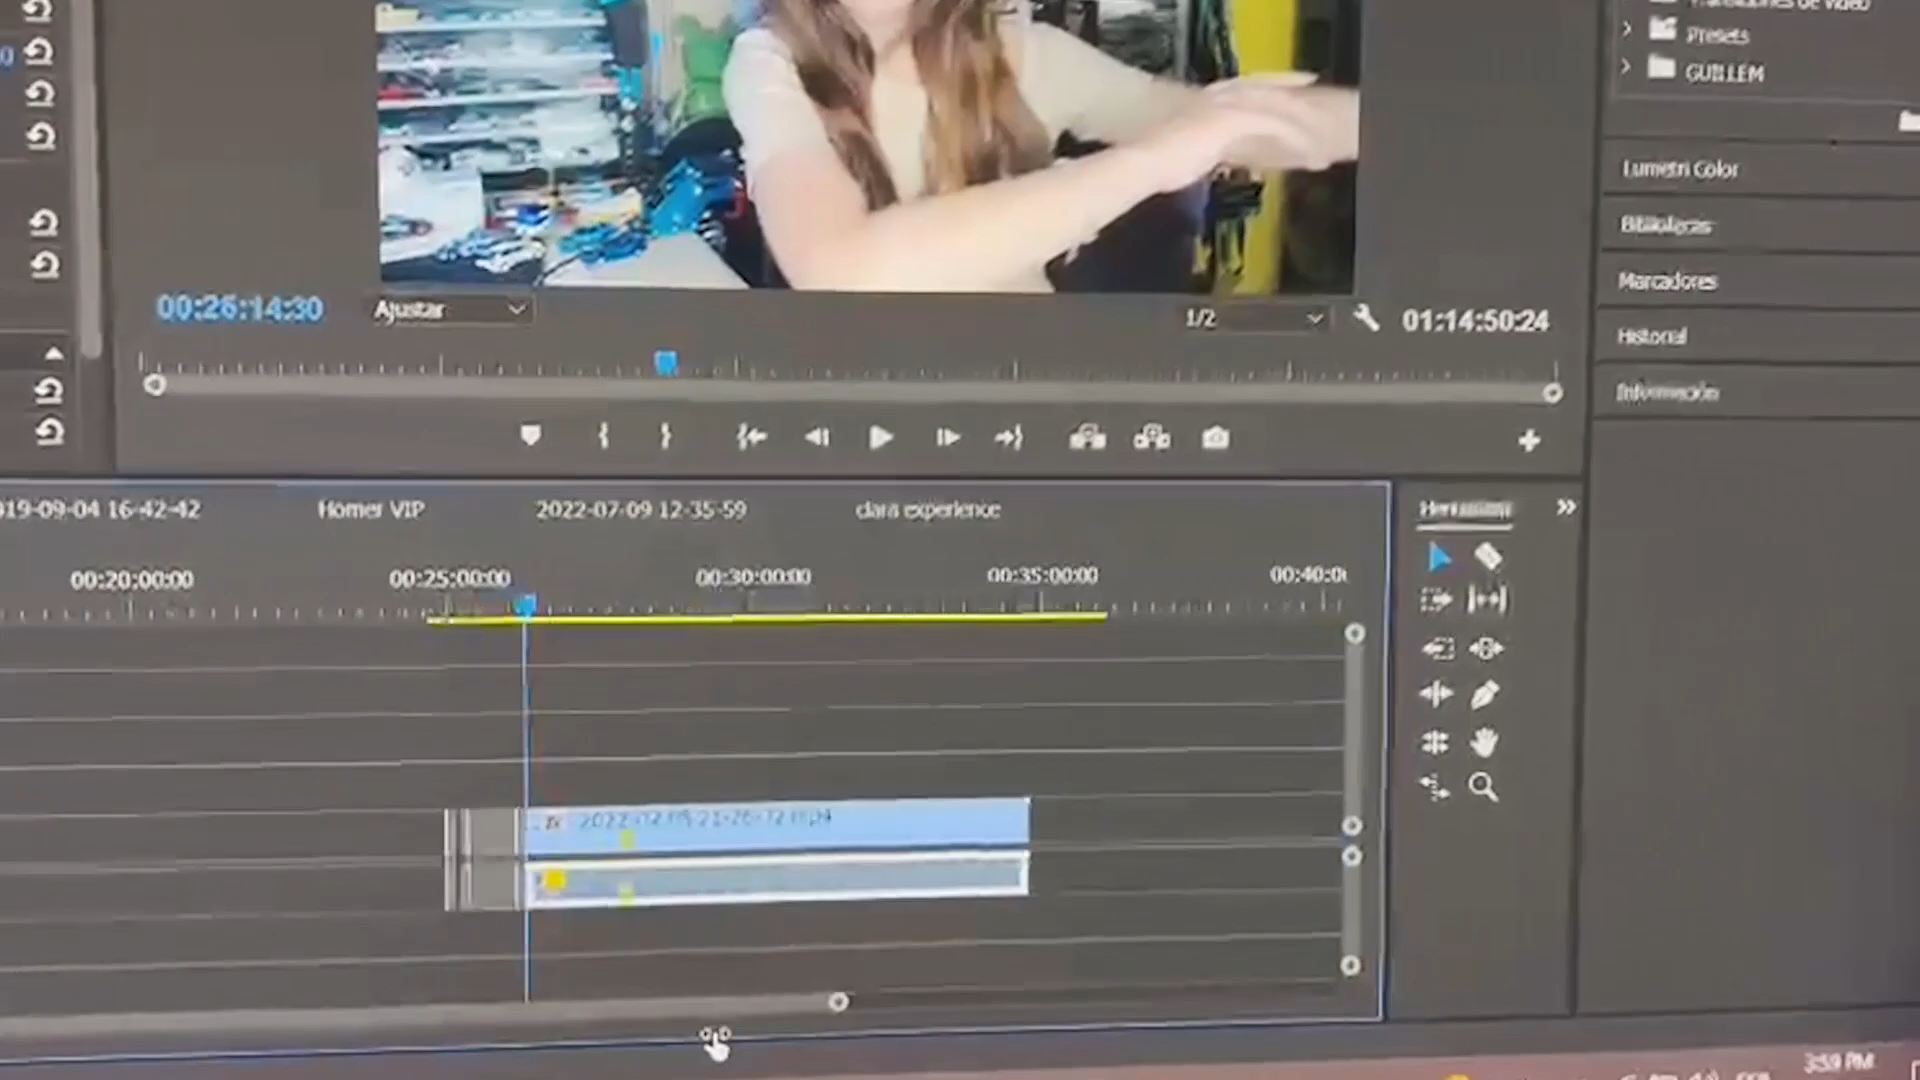 Presets
GUILLEM
Lumetri Color
Bibliotecas
Marcadores
Historial
Información
00:26:14:30
Ajustar
1/2
01:14:50:24
19-09-04 16-42-42
Homer VIP
2022-07-09 12-35-59
clara experience
00:20:00:00
00:25:00:00
00:30:00:00
00:35:00:00
00:40:0
fx
3:59 PM